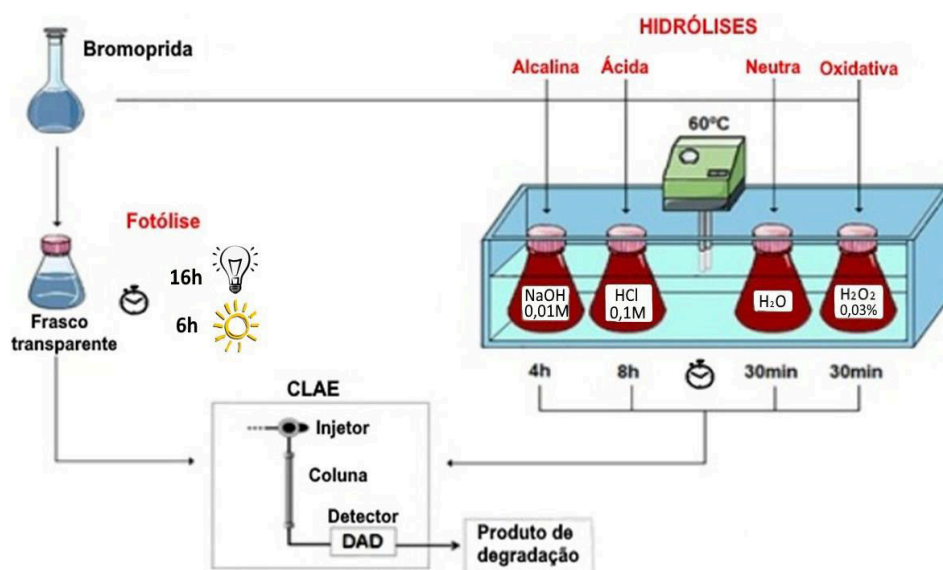 Bromoprida
HIDRÓLISES
Alcalina
Ácida
Neutra
Oxidativa
60ºC
Fotólise
16h
6h
Frasco
transparente
NaOH
0,01M
HCl
0,1M
H₂O
H₂O₂
0,03%
4h
8h
30min
30min
CLAE
Injetor
Coluna
Detector
DAD
Produto de
degradação